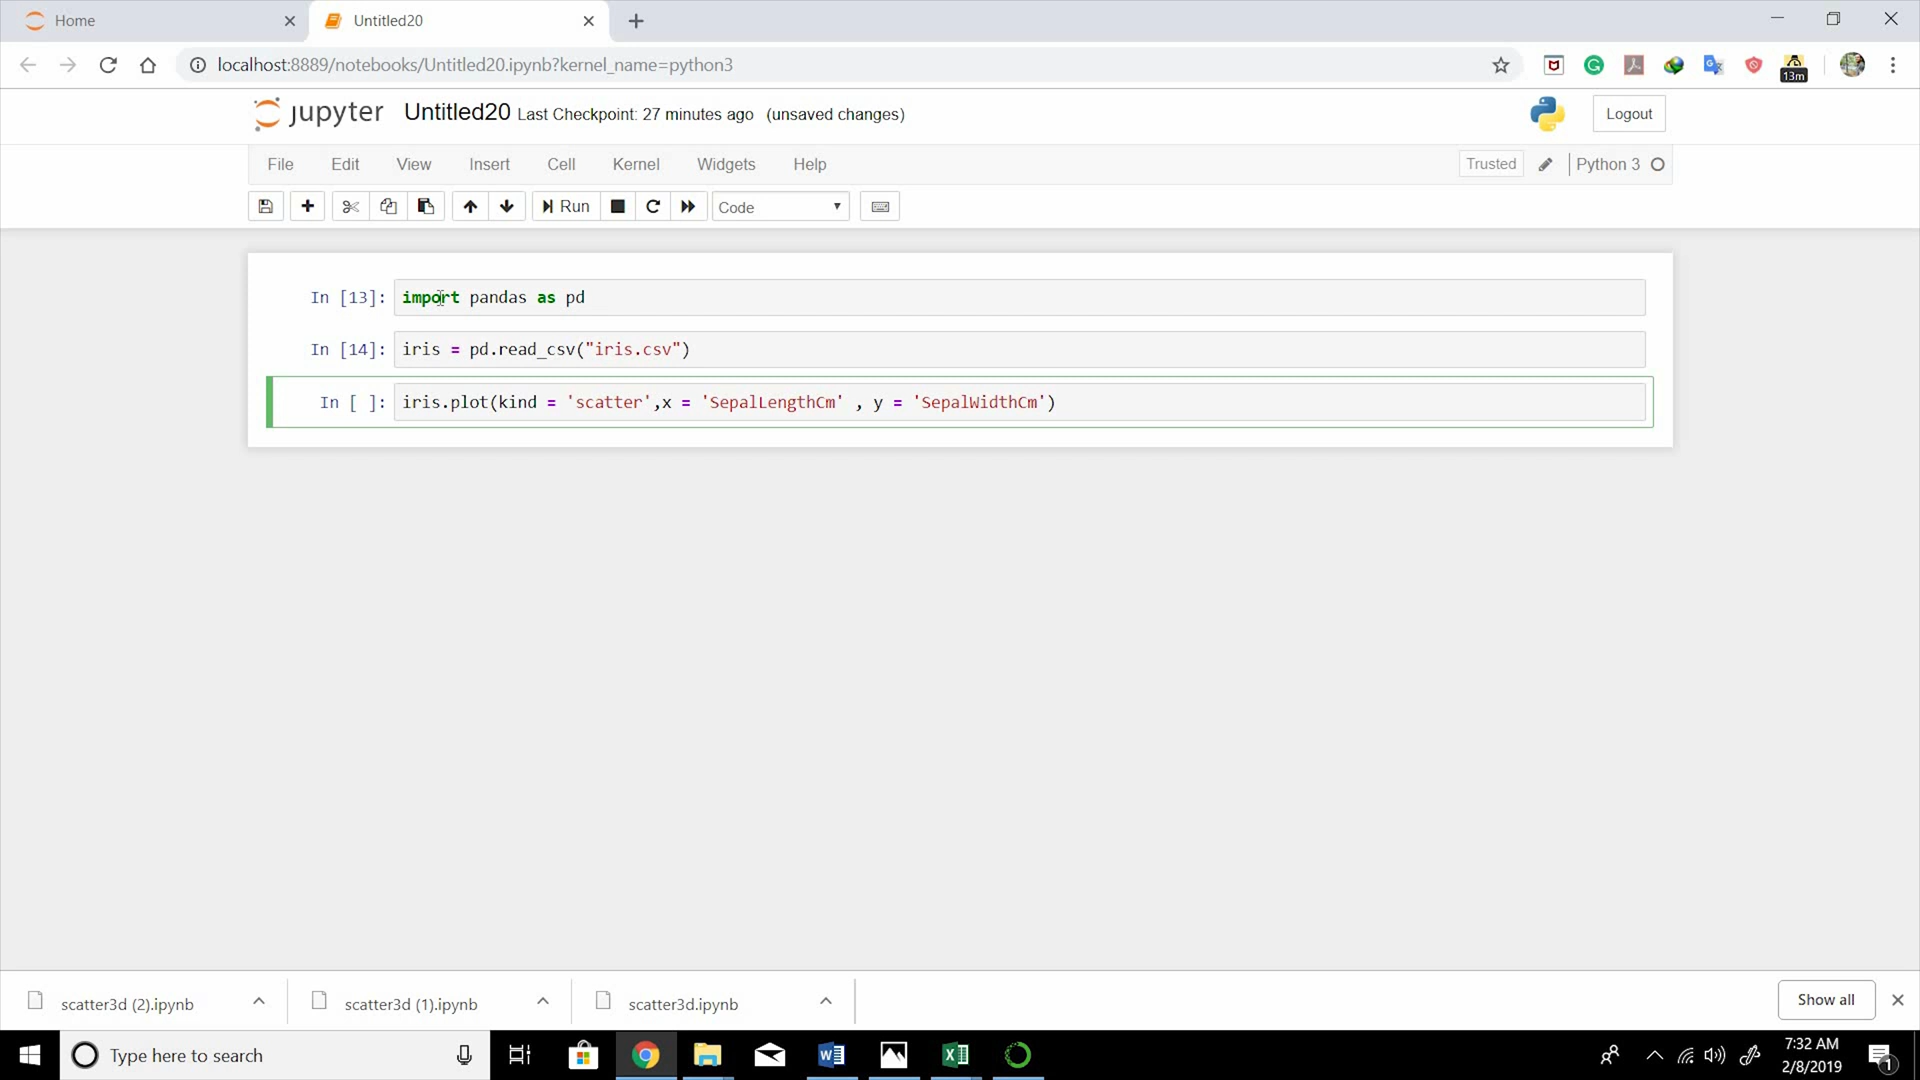 Home
Untitled20
localhost:8889/notebooks/Untitled20.ipynb?kernel_name=python3
13m
jupyter Untitled20 Last Checkpoint: 27 minutes ago (unsaved changes)
Logout
File Edit View Insert Cell Kernel Widgets Help
Trusted Python 3
Run Code
In [13]: import pandas as pd
In [14]: iris = pd.read_csv("iris.csv")
In [ ]: iris.plot(kind = 'scatter',x = 'SepalLengthCm' , y = 'SepalWidthCm')
scatter3d (2).ipynb
scatter3d (1).ipynb
scatter3d.ipynb
Show all
Type here to search
7:32 AM
2/8/2019
1